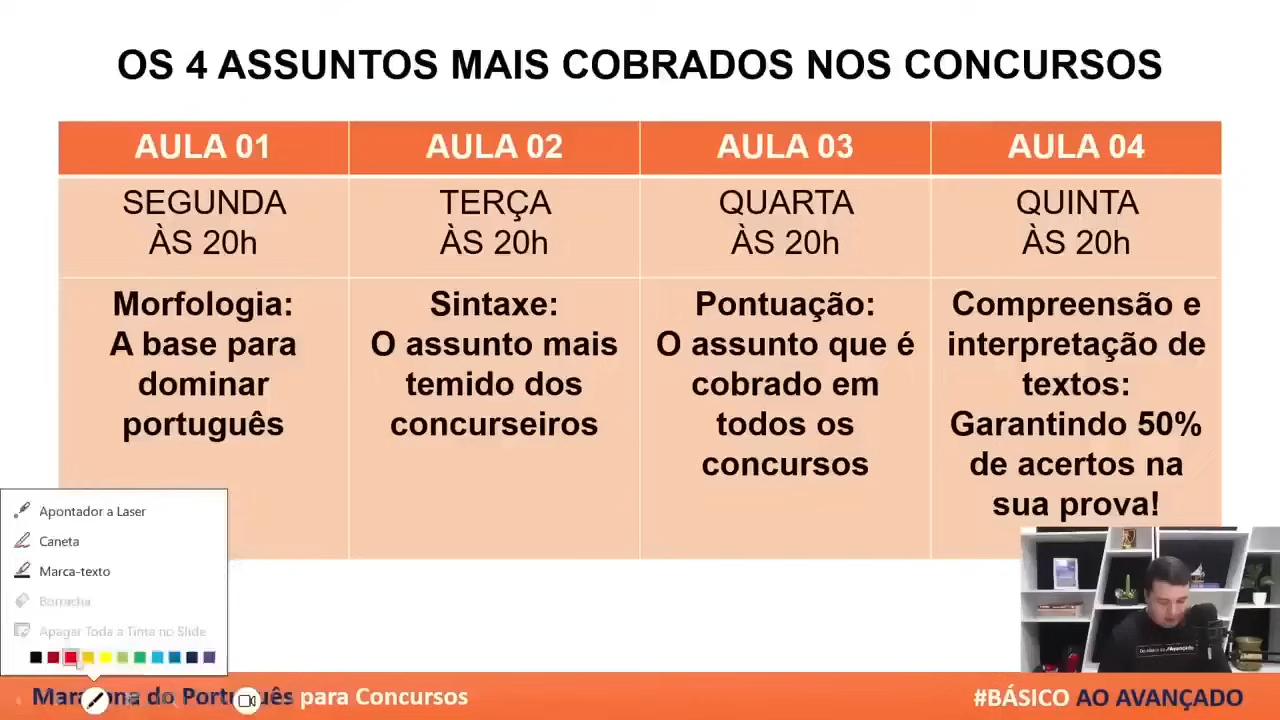 OS 4 ASSUNTOS MAIS COBRADOS NOS CONCURSOS
AULA 01
AULA 02
AULA 03
AULA 04
SEGUNDA
ÀS 20h
TERÇA
ÀS 20h
QUARTA
ÀS 20h
QUINTA
ÀS 20h
Morfologia:
A base para
dominar
português
Sintaxe:
O assunto mais
temido dos
concurseiros
Pontuação:
O assunto que é
cobrado em
todos os
concursos
Compreensão e
interpretação de
textos:
Garantindo 50%
de acertos na
sua prova!
Apontador a Laser
Caneta
Marca-texto
Borracha
Apagar Toda a Tinta no Slide
Maratona do Português para Concursos
#BÁSICO AO AVANÇADO